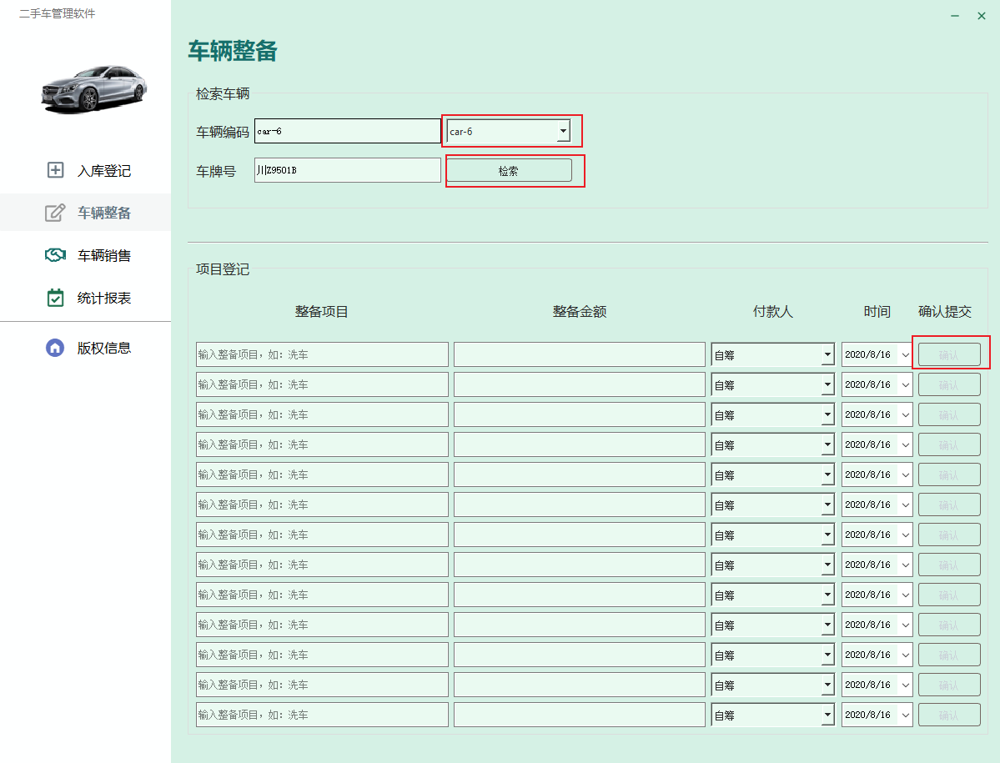 二手车管理软件
入库登记
车辆整备
车辆销售
统计报表
版权信息
车辆整备
检索车辆
车辆编码 car-6 car-6
车牌号 川Z9501B 检索
项目登记
整备项目 整备金额 付款人 时间 确认提交
输入整备项目，如：洗车 自筹 2020/8/16 确认
输入整备项目，如：洗车 自筹 2020/8/16 确认
输入整备项目，如：洗车 自筹 2020/8/16 确认
输入整备项目，如：洗车 自筹 2020/8/16 确认
输入整备项目，如：洗车 自筹 2020/8/16 确认
输入整备项目，如：洗车 自筹 2020/8/16 确认
输入整备项目，如：洗车 自筹 2020/8/16 确认
输入整备项目，如：洗车 自筹 2020/8/16 确认
输入整备项目，如：洗车 自筹 2020/8/16 确认
输入整备项目，如：洗车 自筹 2020/8/16 确认
输入整备项目，如：洗车 自筹 2020/8/16 确认
输入整备项目，如：洗车 自筹 2020/8/16 确认
输入整备项目，如：洗车 自筹 2020/8/16 确认